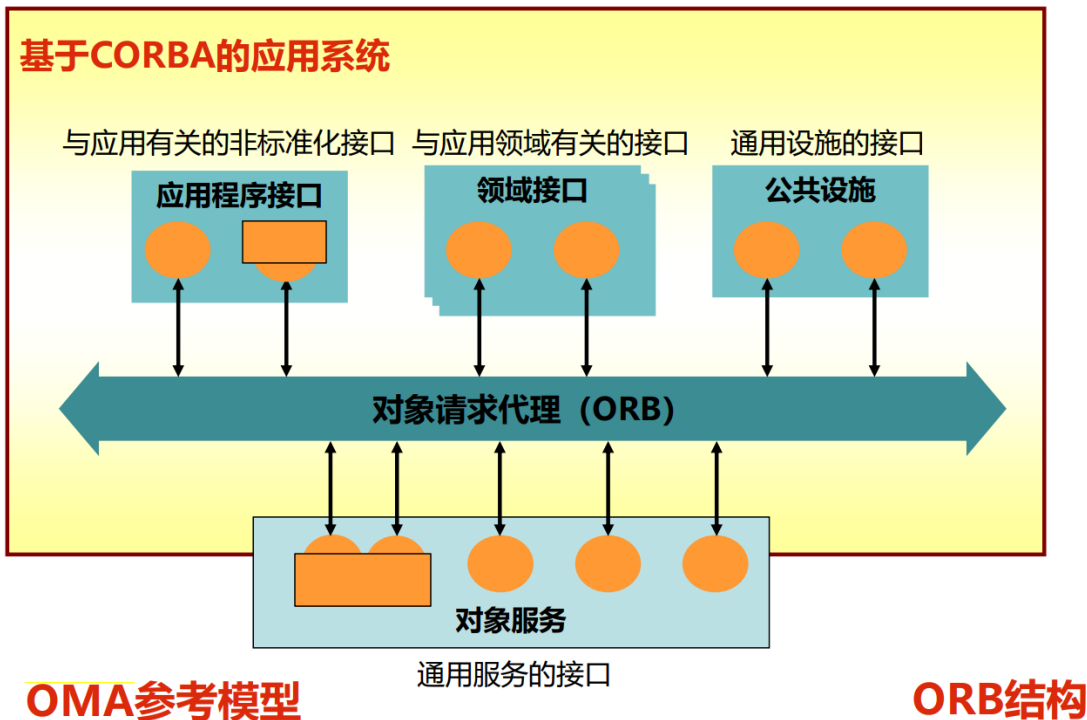 基于CORBA的应用系统
与应用有关的非标准化接口 与应用领域有关的接口 通用设施的接口
应用程序接口 领域接口 公共设施
对象请求代理（ORB）
对象服务
通用服务的接口
OMA参考模型 ORB结构